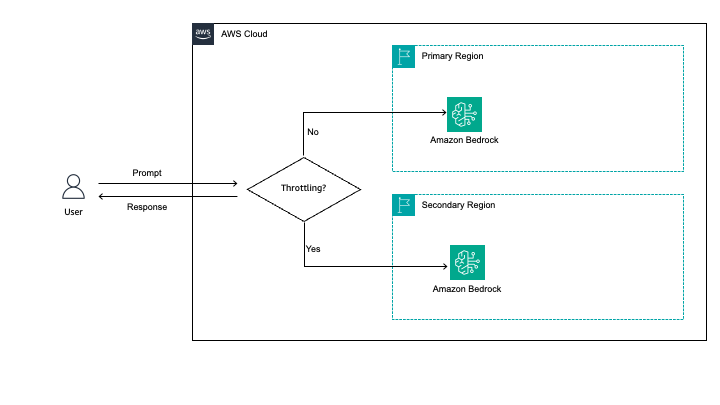 aws
AWS Cloud
Primary Region
Amazon Bedrock
No
Prompt
Throttling?
Response
User
Secondary Region
Yes
Amazon Bedrock